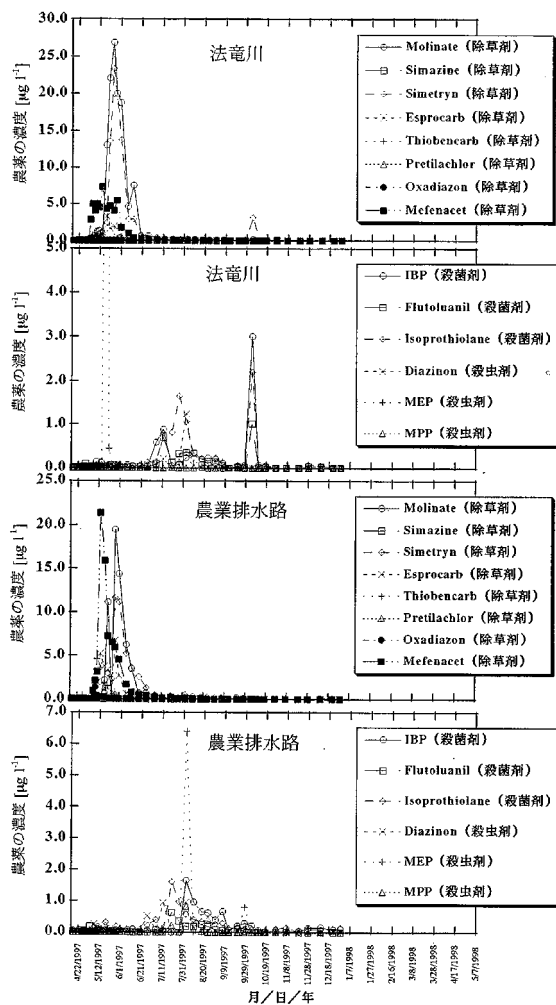 法竜川
30.0
25.0
20.0
15.0
10.0
5.0
0.0
農薬の濃度 [μg l⁻¹]
Molinate (除草剤)
Simazine (除草剤)
Simetryn (除草剤)
Esprocarb (除草剤)
Thiobencarb (除草剤)
Pretilachlor (除草剤)
Oxadiazon (除草剤)
Mefenacet (除草剤)
法竜川
5.0
4.0
3.0
2.0
1.0
0.0
農薬の濃度 [μg l⁻¹]
IBP (殺菌剤)
Flutoluanil (殺菌剤)
Isoprothiolane (殺菌剤)
Diazinon (殺虫剤)
MEP (殺虫剤)
MPP (殺虫剤)
農業排水路
25.0
20.0
15.0
10.0
5.0
0.0
農薬の濃度 [μg l⁻¹]
Molinate (除草剤)
Simazine (除草剤)
Simetryn (除草剤)
Esprocarb (除草剤)
Thiobencarb (除草剤)
Pretilachlor (除草剤)
Oxadiazon (除草剤)
Mefenacet (除草剤)
農業排水路
7.0
6.0
5.0
4.0
3.0
2.0
1.0
0.0
農薬の濃度 [μg l⁻¹]
IBP (殺菌剤)
Flutoluanil (殺菌剤)
Isoprothiolane (殺菌剤)
Diazinon (殺虫剤)
MEP (殺虫剤)
MPP (殺虫剤)
4/22/1997
5/12/1997
6/1/1997
6/21/1997
7/11/1997
7/31/1997
8/20/1997
9/9/1997
9/29/1997
10/19/1997
11/8/1997
11/28/1997
12/18/1997
1/7/1998
1/27/1998
2/16/1998
3/8/1998
3/28/1998
4/17/1998
5/7/1998
月/日/年